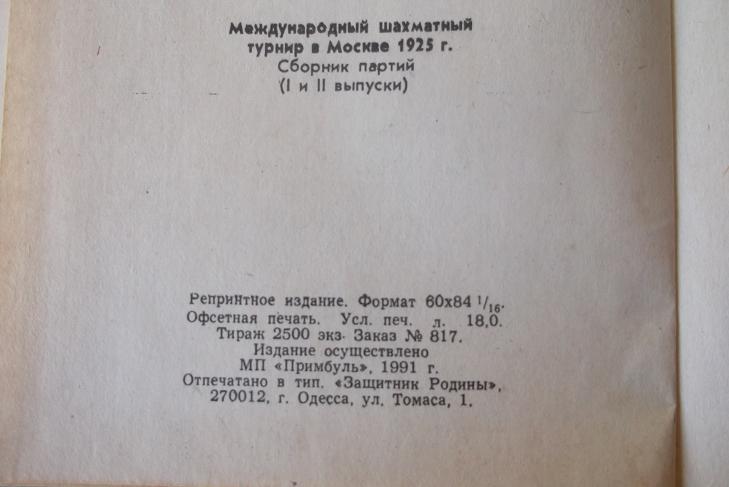 Международный шахматный
турнир в Москве 1925 г.
Сборник партий
(I и II выпуски)
Репринтное издание. Формат 60х84 1/16.
Офсетная печать. Усл. печ. л. 18,0.
Тираж 2500 экз. Заказ № 817.
Издание осуществлено
МП «Примбуль», 1991 г.
Отпечатано в тип. «Защитник Родины»,
270012, г. Одесса, ул. Томаса, 1.